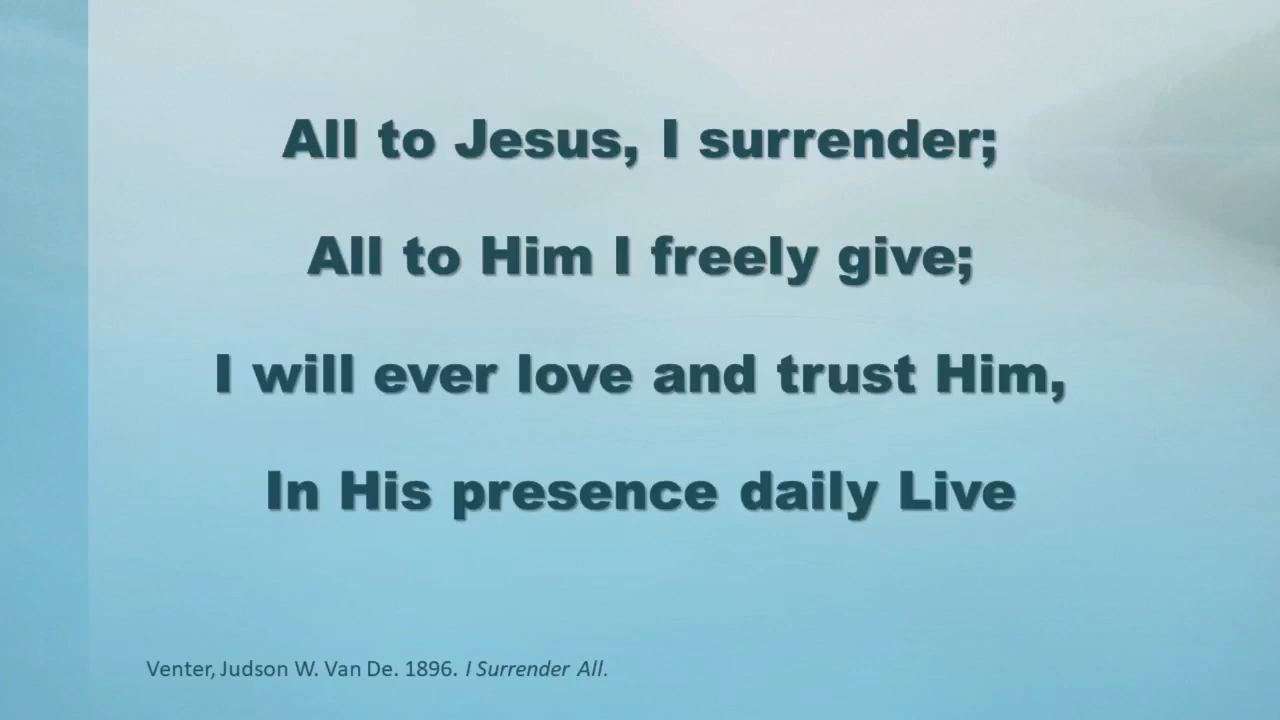 All to Jesus, I surrender;
All to Him I freely give;
I will ever love and trust Him,
In His presence daily Live
Venter, Judson W. Van De. 1896. I Surrender All.